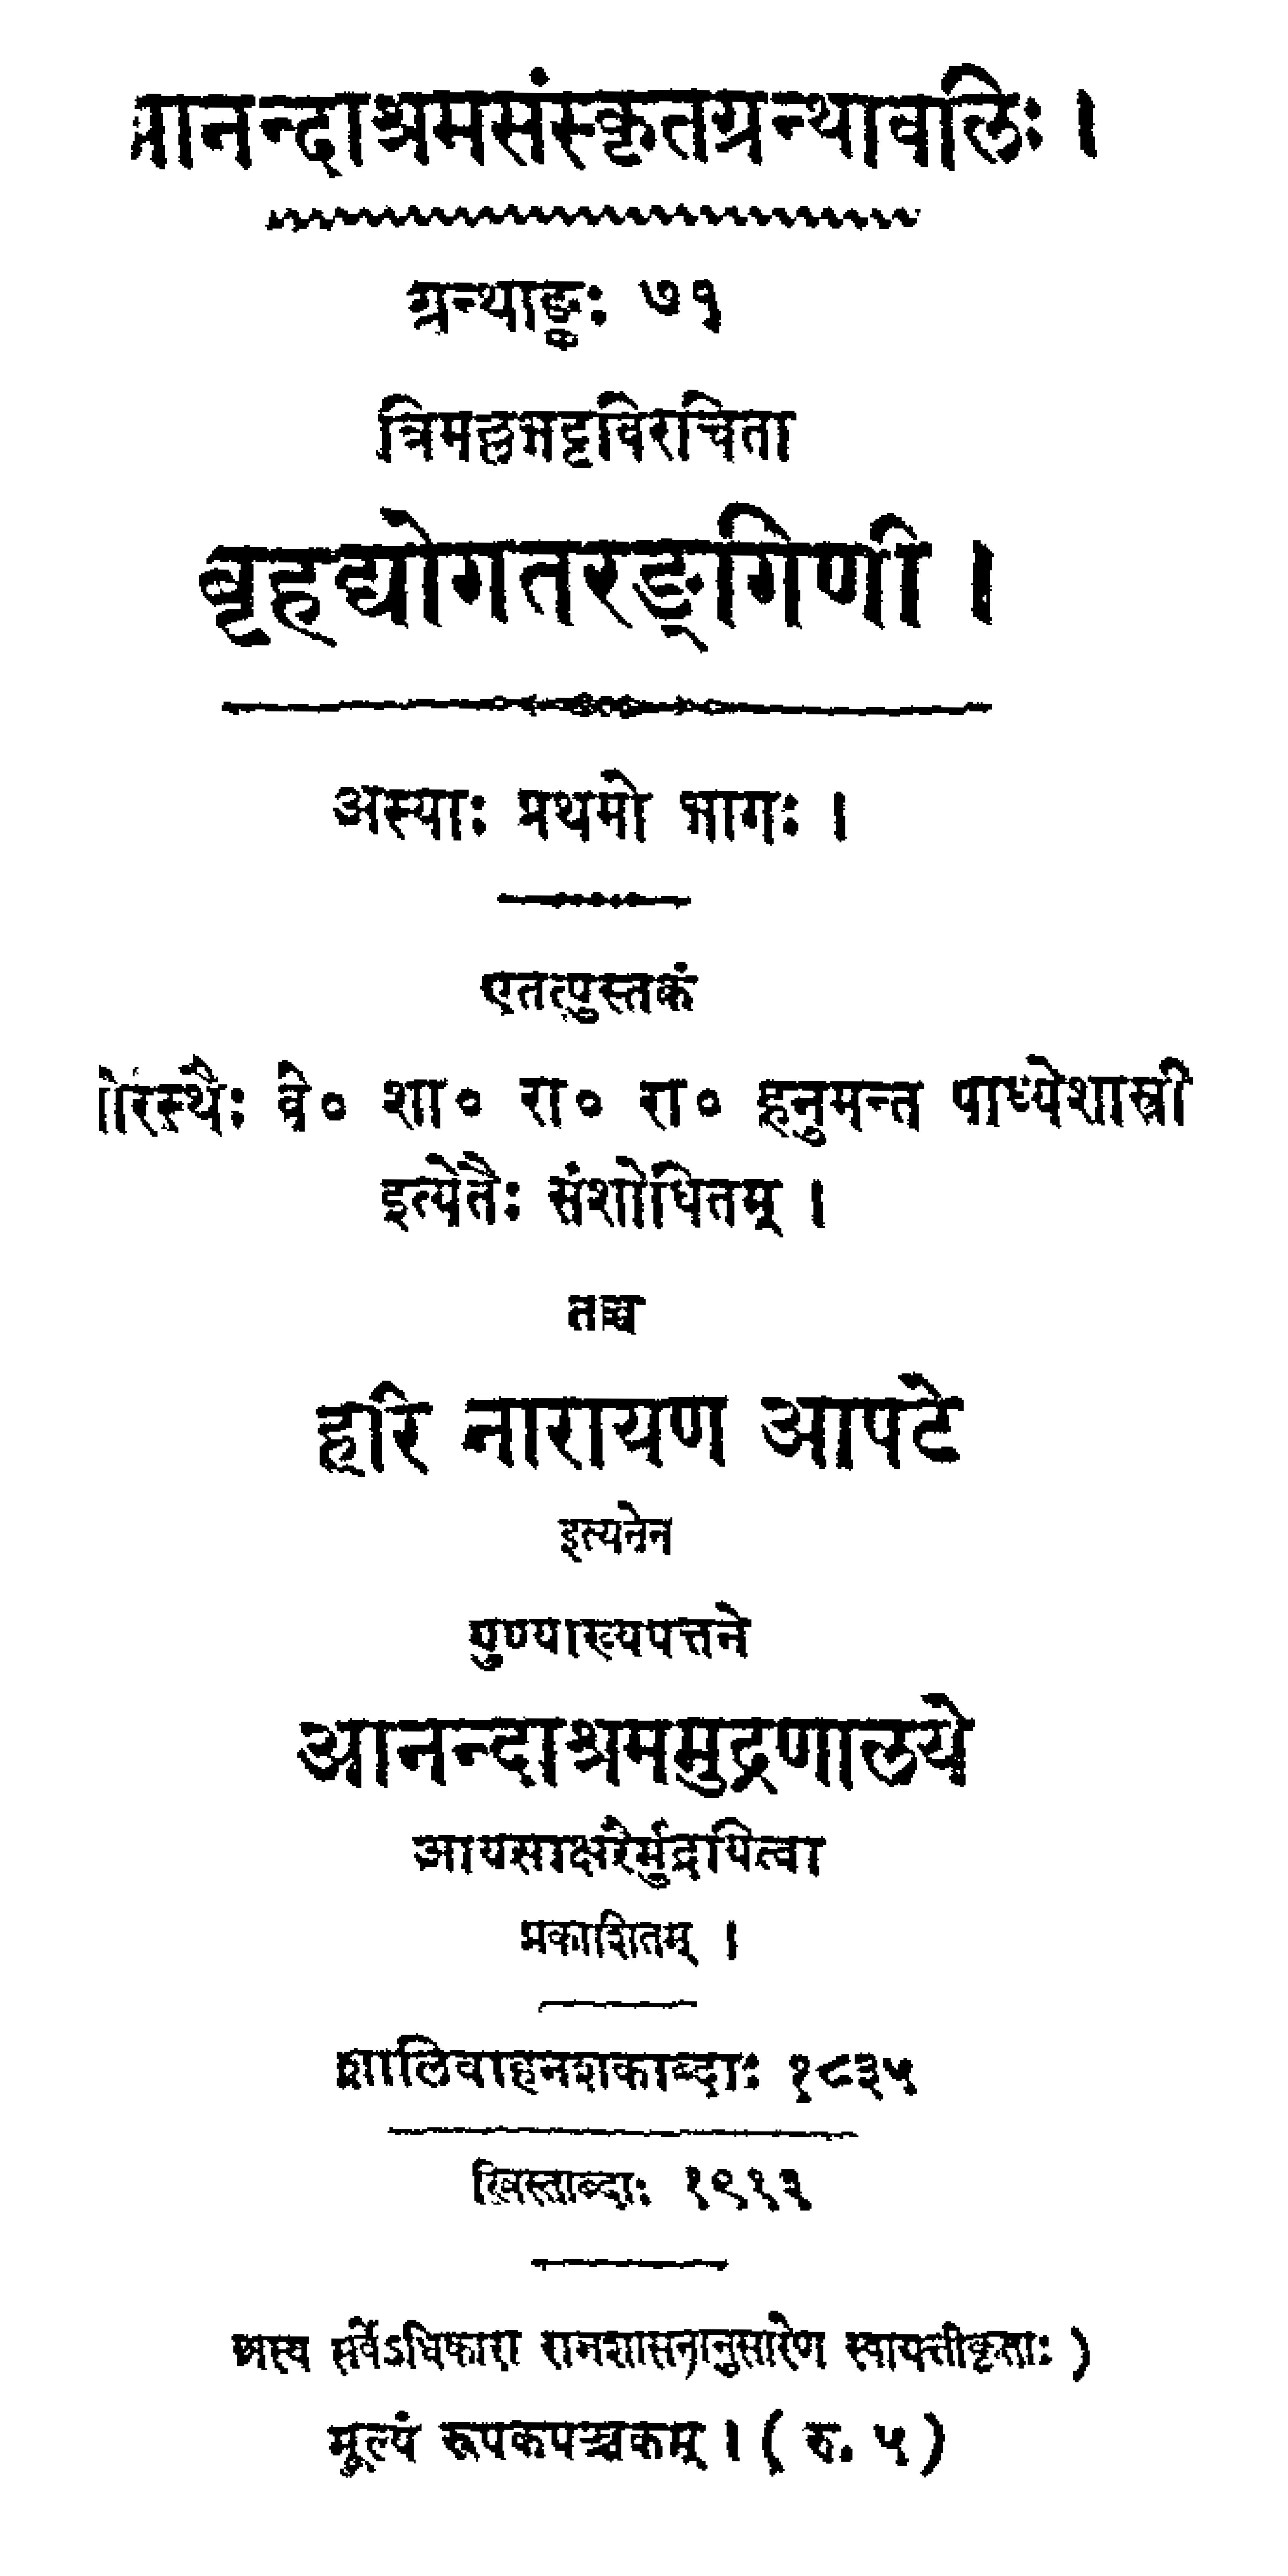 आनन्दाश्रमसंस्कृतग्रन्थावलिः ।
ग्रन्थाङ्कः ७१
त्रिमल्लभट्टविरचिता
बृहद्योगतरङ्गिणी ।
अस्याः प्रथमो भागः ।
एतत्पुस्तकं
वे० शा० रा० रा० हनुमन्त पाध्येशास्त्री
इत्येतैः संशोधितम् ।
तच्च
हरि नारायण आपटे
इत्यनेन
पुण्याख्यपत्तने
आनन्दाश्रममुद्रणालये
आयसाक्षरैर्मुद्रयित्वा
प्रकाशितम् ।
शालिवाहनशकाब्दाः १८३५
ख्रिस्ताब्दाः १९१३
अस्य सर्वेऽधिकारा राजशासनानुसारेण स्वायत्तीकृताः )
मूल्यं रूपकपञ्चकम् । ( रु. ५ )